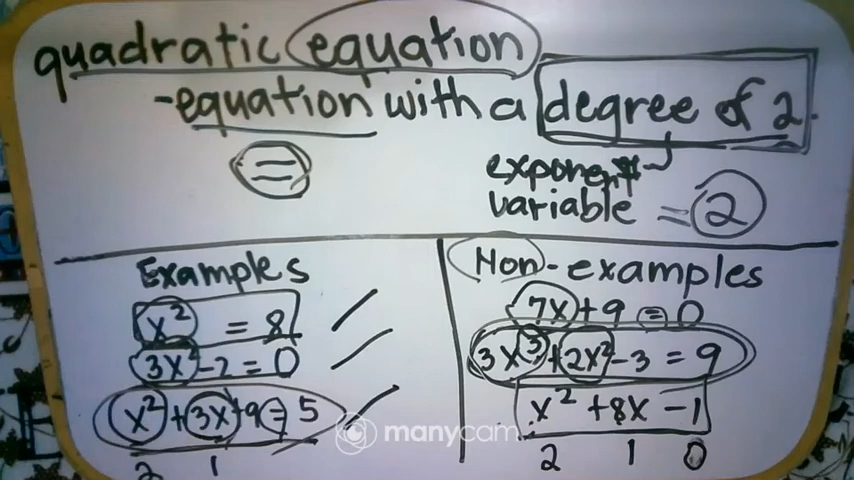 quadratic equation
-equation with a degree of 2.
=
exponent
variable = 2
Examples
x² = 8
3x² - 2 = 0
x² + 3x + 9 = 5
2 1
Non-examples
7x + 9 = 0
3x³ + 2x² - 3 = 9
x² + 8x - 1
2 1 0
manycam